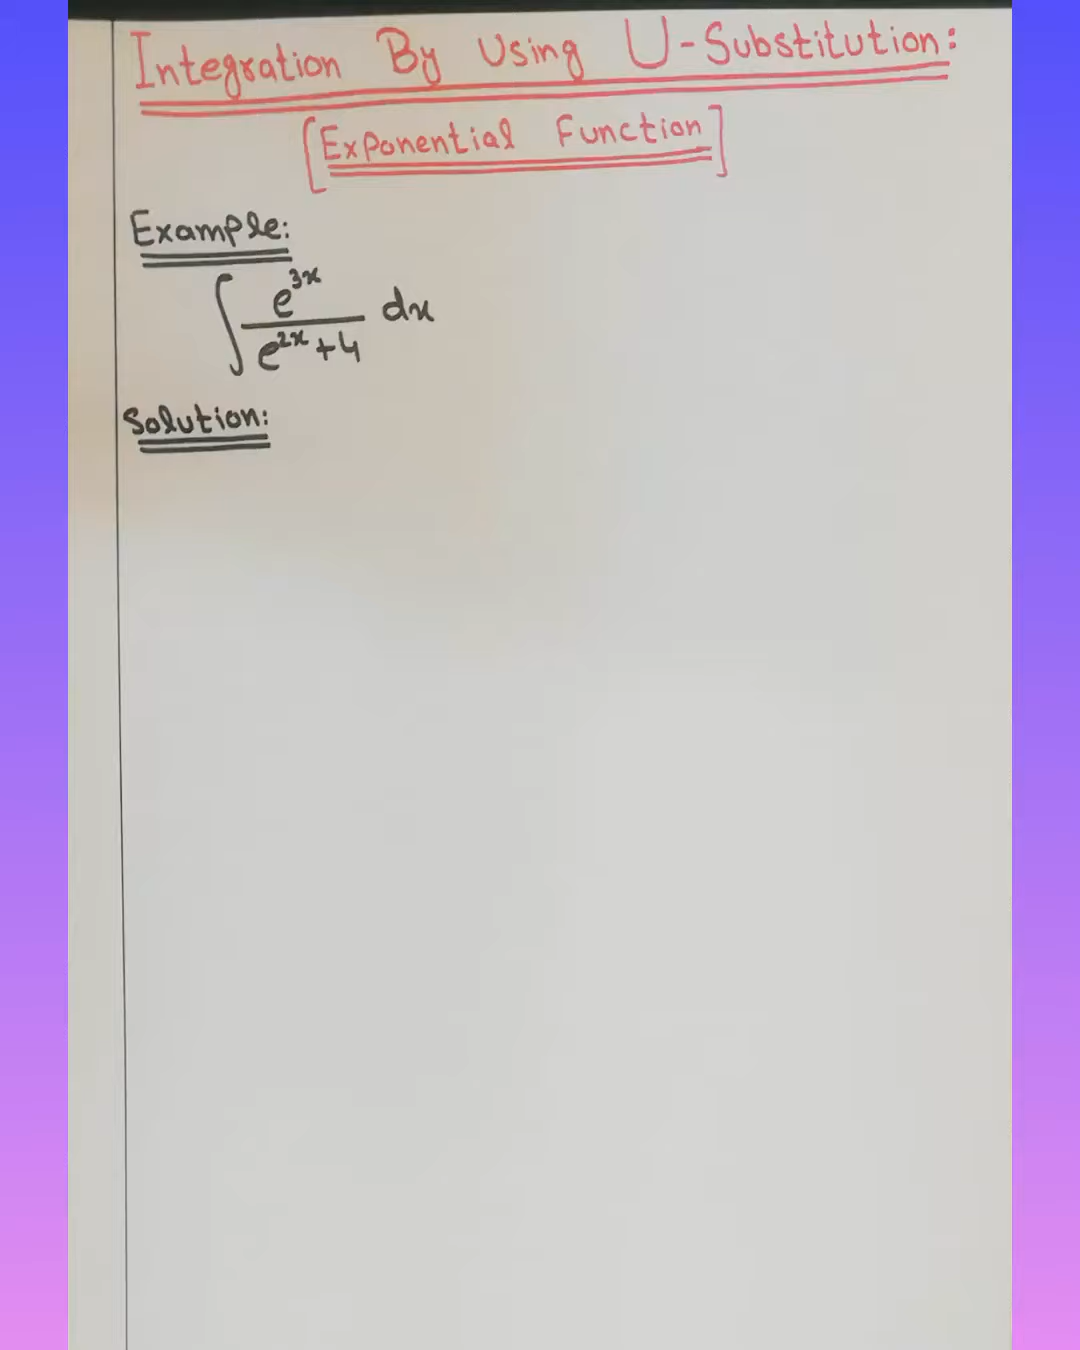 Integration By Using U-Substitution:
[Exponential Function]
Example:
∫ e^{3x} / (e^{2x} + 4) dx
Solution: